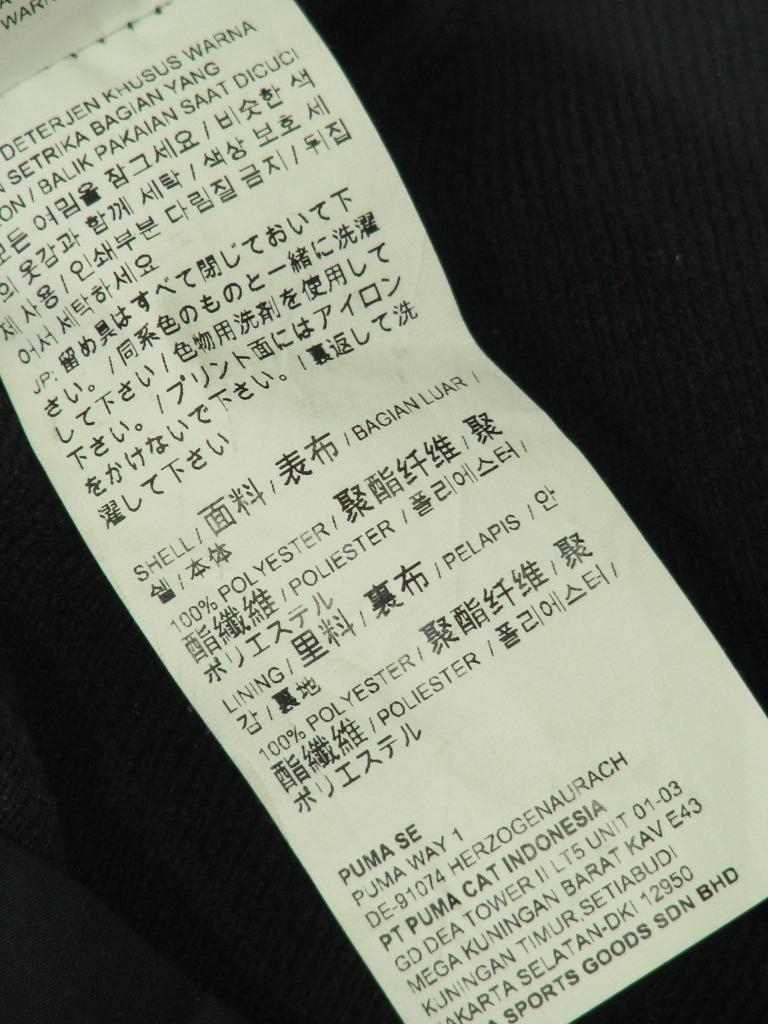 WARN
DETERJEN KHUSUS WARNA
SETRIKA BAGIAN YANG
/ BALIK PAKAIAN SAAT DICUCI
여밈을 잠그세요 / 비슷한 색
의 옷감과 함께 세탁 / 색상 보호 세
제 사용 / 인쇄부분 다림질 금지 / 뒤집
어서 세탁하세요
JP: 留め具はすべて閉じておいて下
さい。 / 同系色のものと一緒に洗濯
して下さい / 色物用洗剤を使用して
下さい。 / プリント面にはアイロン
をかけないで下さい。 / 裏返して洗
濯して下さい
SHELL / 面料 / 表布 / BAGIAN LUAR /
쉘 / 本体
100% POLYESTER / 聚酯纤维 / 聚
酯纖維 / POLIESTER / 폴리에스터 /
ポリエステル
LINING / 里料 / 裏布 / PELAPIS / 안
감 / 裏地
100% POLYESTER / 聚酯纤维 / 聚
酯纖維 / POLIESTER / 폴리에스터 /
ポリエステル
PUMA SE
PUMA WAY 1
DE-91074 HERZOGENAURACH
PT PUMA CAT INDONESIA
GD DEA TOWER II LT5 UNIT 01-03
MEGA KUNINGAN BARAT KAV E43
KUNINGAN TIMUR,SETIABUDI
JAKARTA SELATAN-DKI 12950
SPORTS GOODS SDN BHD